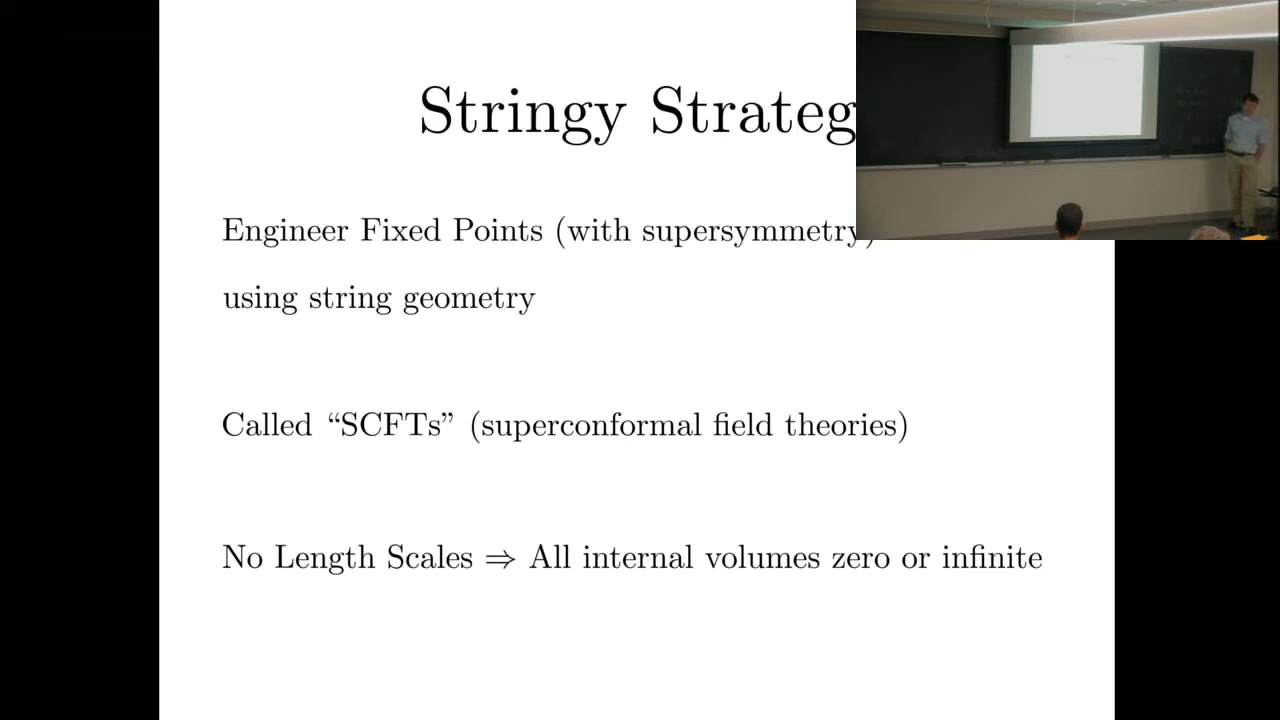 Stringy Strateg
Engineer Fixed Points (with supersymmetry)
using string geometry
Called “SCFTs” (superconformal field theories)
No Length Scales ⇒ All internal volumes zero or infinite